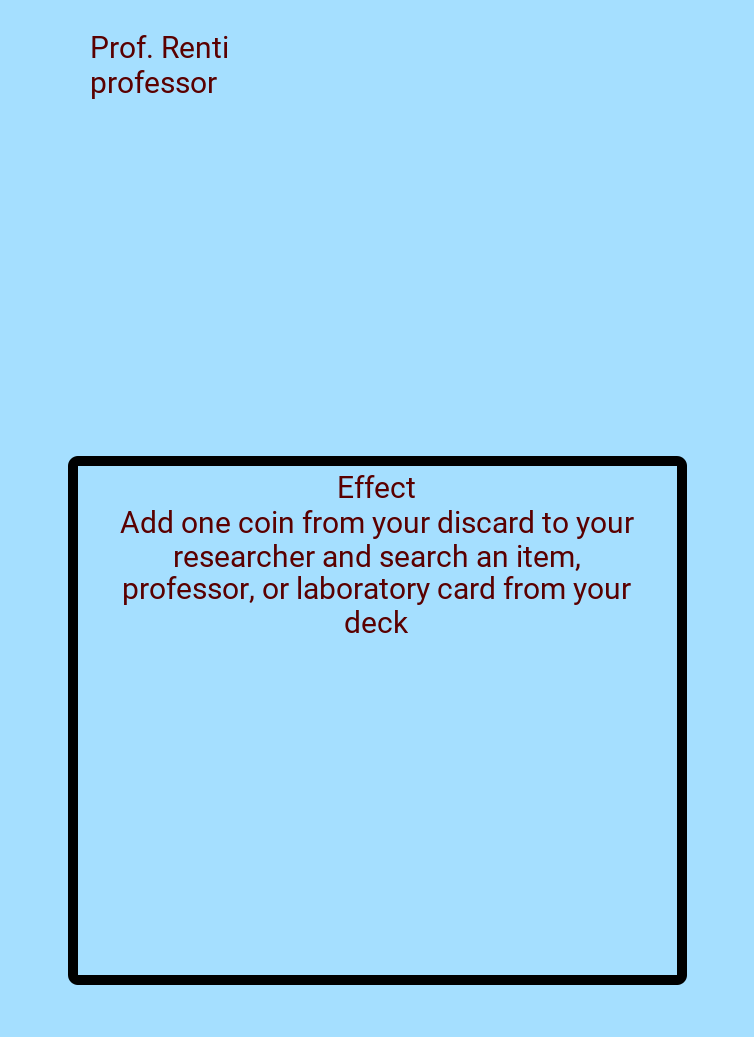 Prof. Renti
professor
Effect
Add one coin from your discard to your
researcher and search an item,
professor, or laboratory card from your
deck